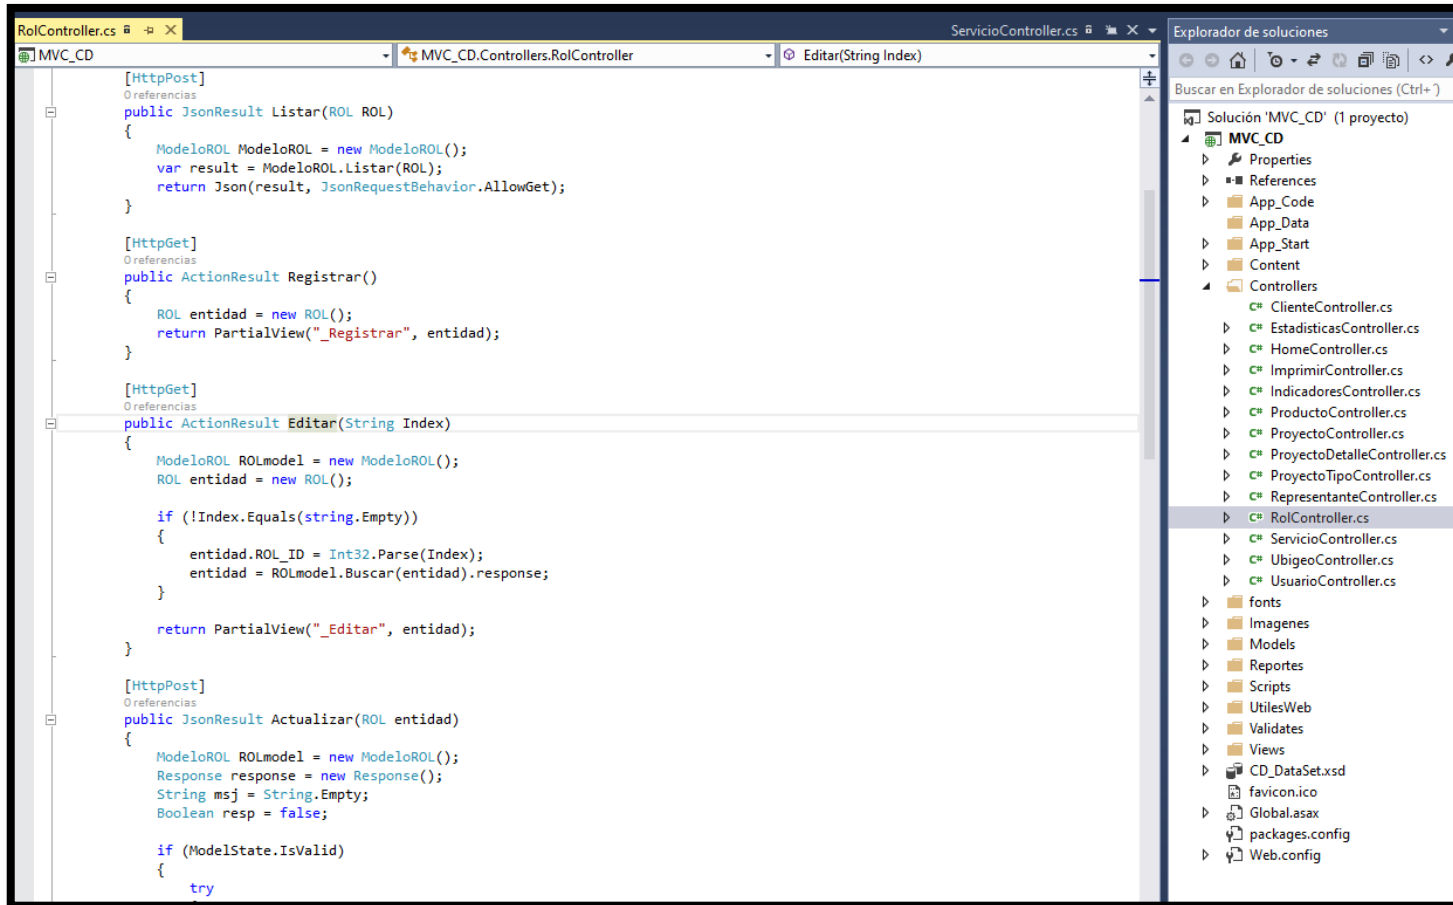 RolController.cs
ServicioController.cs
MVC_CD
MVC_CD.Controllers.RolController
Editar(String Index)
[HttpPost]
0 referencias
public JsonResult Listar(ROL ROL)
{
ModeloROL ModeloROL = new ModeloROL();
var result = ModeloROL.Listar(ROL);
return Json(result, JsonRequestBehavior.AllowGet);
}
[HttpGet]
0 referencias
public ActionResult Registrar()
{
ROL entidad = new ROL();
return PartialView("_Registrar", entidad);
}
[HttpGet]
0 referencias
public ActionResult Editar(String Index)
{
ModeloROL ROLmodel = new ModeloROL();
ROL entidad = new ROL();
if (!Index.Equals(string.Empty))
{
entidad.ROL_ID = Int32.Parse(Index);
entidad = ROLmodel.Buscar(entidad).response;
}
return PartialView("_Editar", entidad);
}
[HttpPost]
0 referencias
public JsonResult Actualizar(ROL entidad)
{
ModeloROL ROLmodel = new ModeloROL();
Response response = new Response();
String msj = String.Empty;
Boolean resp = false;
if (ModelState.IsValid)
{
try
Explorador de soluciones
Buscar en Explorador de soluciones (Ctrl+´)
Solución 'MVC_CD' (1 proyecto)
MVC_CD
Properties
References
App_Code
App_Data
App_Start
Content
Controllers
C# ClienteController.cs
C# EstadisticasController.cs
C# HomeController.cs
C# ImprimirController.cs
C# IndicadoresController.cs
C# ProductoController.cs
C# ProyectoController.cs
C# ProyectoDetalleController.cs
C# ProyectoTipoController.cs
C# RepresentanteController.cs
C# RolController.cs
C# ServicioController.cs
C# UbigeoController.cs
C# UsuarioController.cs
fonts
Imagenes
Models
Reportes
Scripts
UtilesWeb
Validates
Views
CD_DataSet.xsd
favicon.ico
Global.asax
packages.config
Web.config